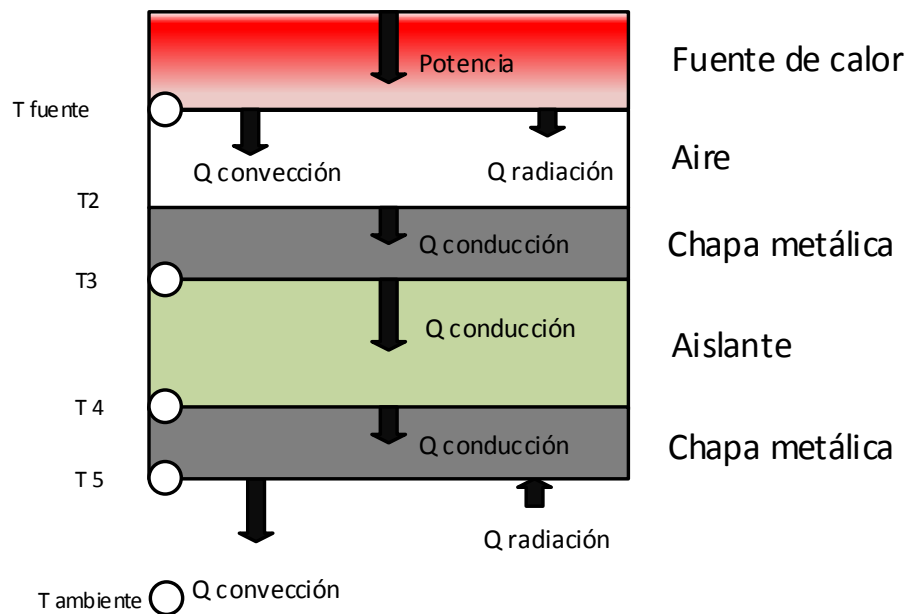 Potencia
Fuente de calor
T fuente
Q convección
Q radiación
Aire
T2
Q conducción
Chapa metálica
T3
Q conducción
Aislante
T 4
Q conducción
Chapa metálica
T 5
Q radiación
T ambiente
Q convección